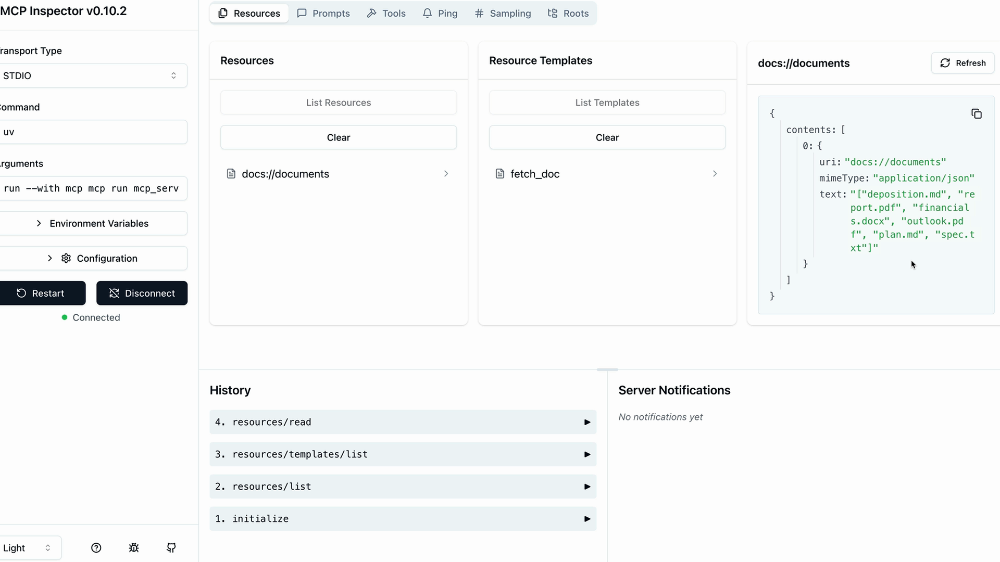 MCP Inspector v0.10.2
ransport Type
STDIO
ommand
uv
rguments
run --with mcp mcp run mcp_serv
Environment Variables
Configuration
Restart
Disconnect
Connected
Light
Resources
Prompts
Tools
Ping
Sampling
Roots
Resources
List Resources
Clear
docs://documents
Resource Templates
List Templates
Clear
fetch_doc
docs://documents
Refresh
{
contents: [
0: {
uri: "docs://documents"
mimeType: "application/json"
text: "["deposition.md", "re
port.pdf", "financial
s.docx", "outlook.pd
f", "plan.md", "spec.t
xt"]"
}
]
}
History
4. resources/read
3. resources/templates/list
2. resources/list
1. initialize
Server Notifications
No notifications yet